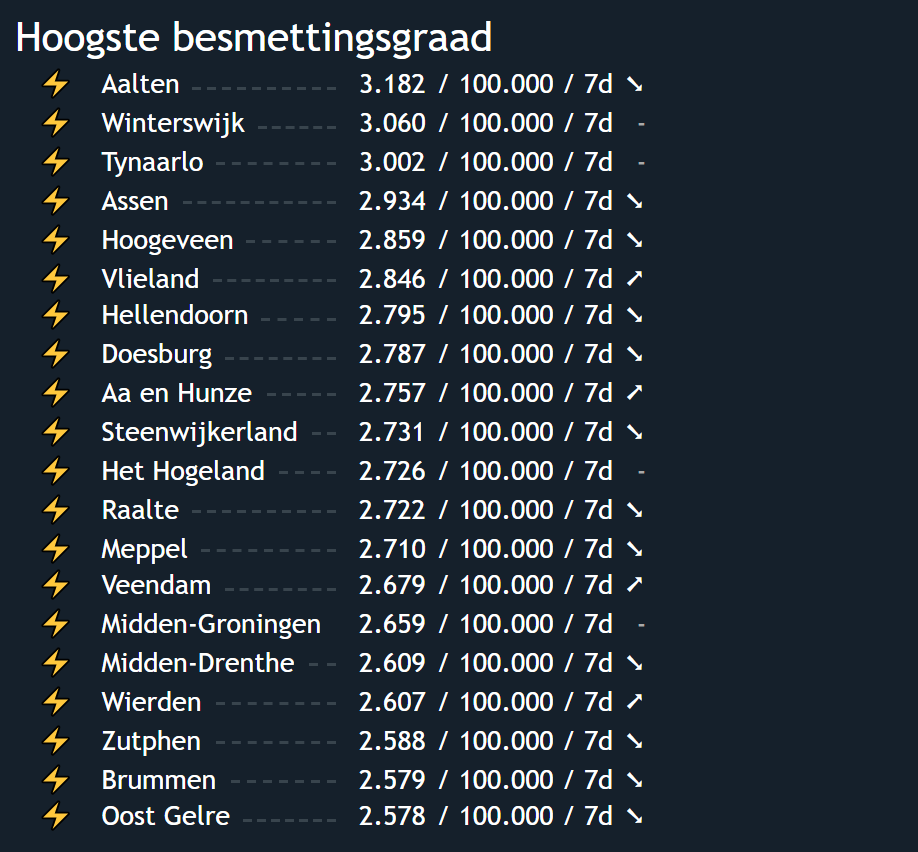 Hoogste besmettingsgraad
Aalten 3.182 / 100.000 / 7d ↘
Winterswijk 3.060 / 100.000 / 7d -
Tynaarlo 3.002 / 100.000 / 7d -
Assen 2.934 / 100.000 / 7d ↘
Hoogeveen 2.859 / 100.000 / 7d ↘
Vlieland 2.846 / 100.000 / 7d ↗
Hellendoorn 2.795 / 100.000 / 7d ↘
Doesburg 2.787 / 100.000 / 7d ↘
Aa en Hunze 2.757 / 100.000 / 7d ↗
Steenwijkerland 2.731 / 100.000 / 7d ↘
Het Hogeland 2.726 / 100.000 / 7d -
Raalte 2.722 / 100.000 / 7d ↘
Meppel 2.710 / 100.000 / 7d ↘
Veendam 2.679 / 100.000 / 7d ↗
Midden-Groningen 2.659 / 100.000 / 7d -
Midden-Drenthe 2.609 / 100.000 / 7d ↘
Wierden 2.607 / 100.000 / 7d ↗
Zutphen 2.588 / 100.000 / 7d ↘
Brummen 2.579 / 100.000 / 7d ↘
Oost Gelre 2.578 / 100.000 / 7d ↘